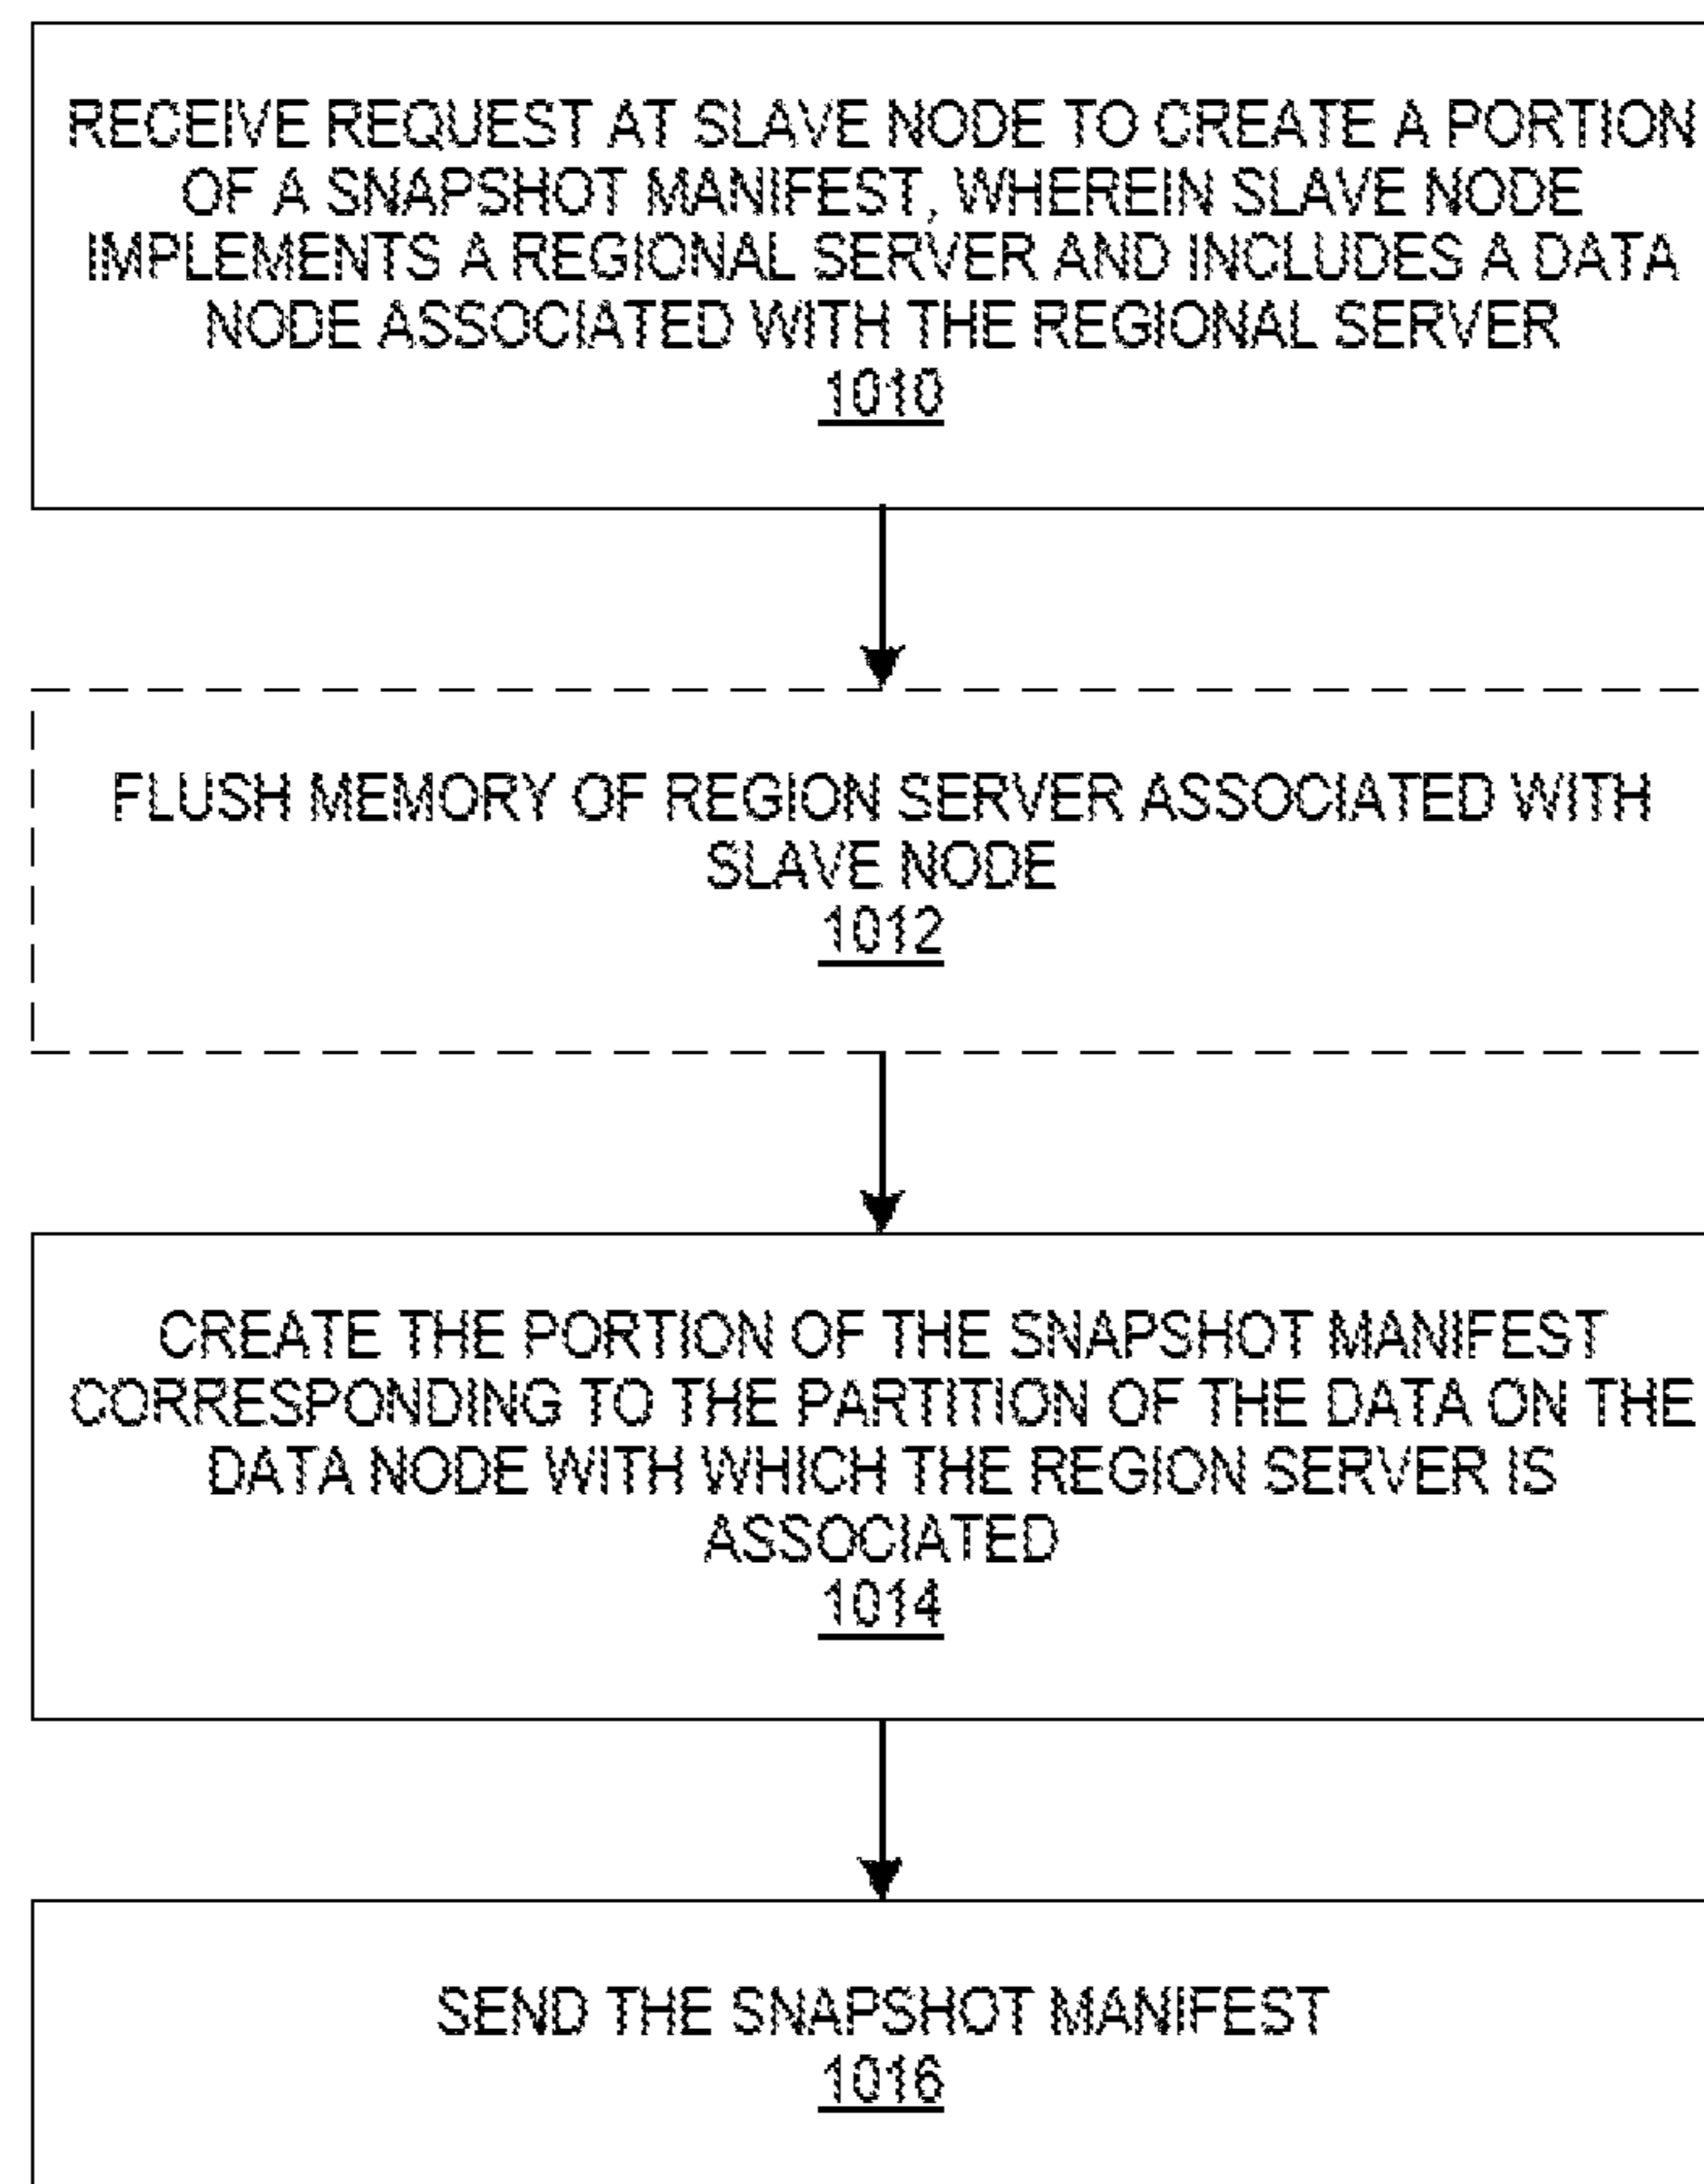 RECEIVE REQUEST AT SLAVE NODE TO CREATE A PORTION
OF A SNAPSHOT MANIFEST, WHEREIN SLAVE NODE
IMPLEMENTS A REGIONAL SERVER AND INCLUDES A DATA
NODE ASSOCIATED WITH THE REGIONAL SERVER
1010
FLUSH MEMORY OF REGION SERVER ASSOCIATED WITH
SLAVE NODE
1012
CREATE THE PORTION OF THE SNAPSHOT MANIFEST
CORRESPONDING TO THE PARTITION OF THE DATA ON THE
DATA NODE WITH WHICH THE REGION SERVER IS
ASSOCIATED
1014
SEND THE SNAPSHOT MANIFEST
1016